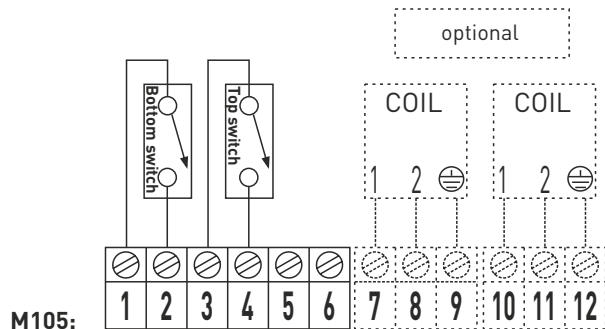 optional
Bottom switch
Top switch
COIL
COIL
1 2
1 2
M105: 1 2 3 4 5 6 7 8 9 10 11 12